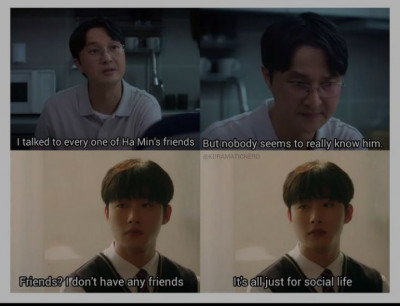 I talked to every one of Ha Min's friends
But nobody seems to really know him
@KDRAMATICNERD
Friends? I don't have any friends
It's all just for social life